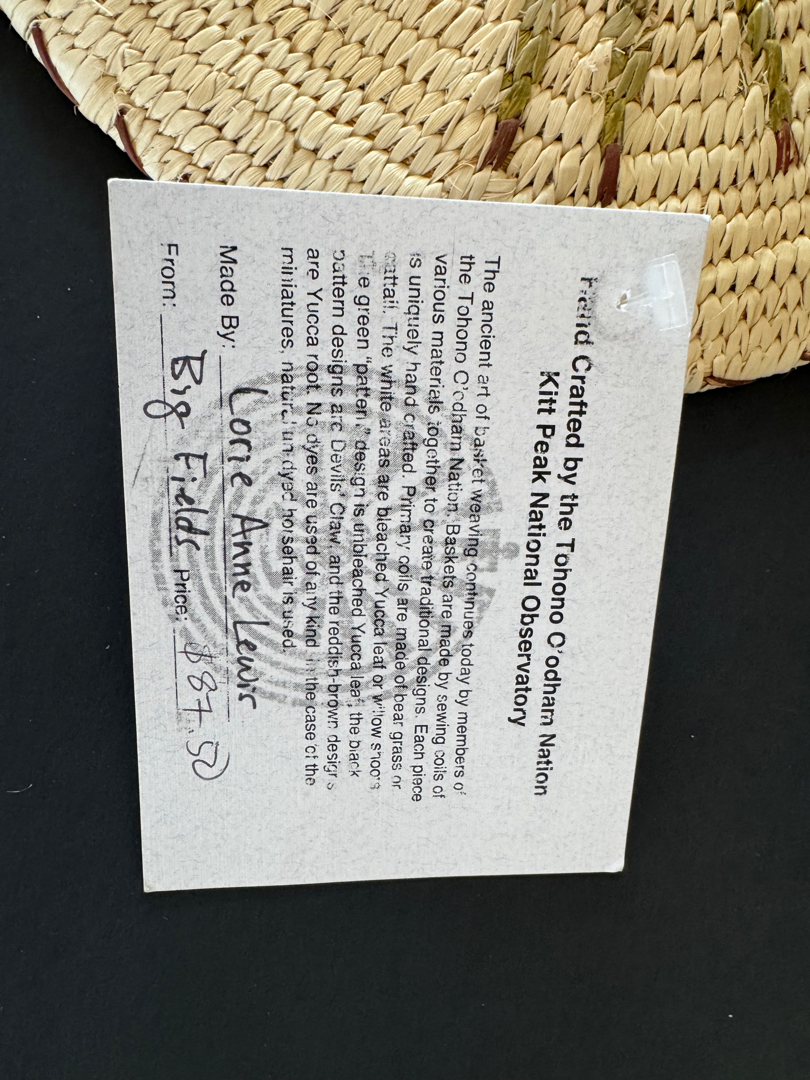 Hand Crafted by the Tohono O'odham Nation
Kitt Peak National Observatory
The ancient art of basket weaving continues today by members of
the Tohono O'odham Nation. Baskets are made by sewing coils of
various materials together to create traditional designs. Each piece
is uniquely hand crafted. Primary coils are made of bear grass or
cattail. The white areas are bleached Yucca leaf or willow shoots
The green "pattern" design is unbleached Yucca leaf, the black
pattern designs are Devils' Claw, and the reddish-brown designs
are Yucca root. No dyes are used of any kind in the case of the
miniatures, natural undyed horsehair is used.
Made By: Lorie Anne Lewis
From: Big Fields Price: $87.50